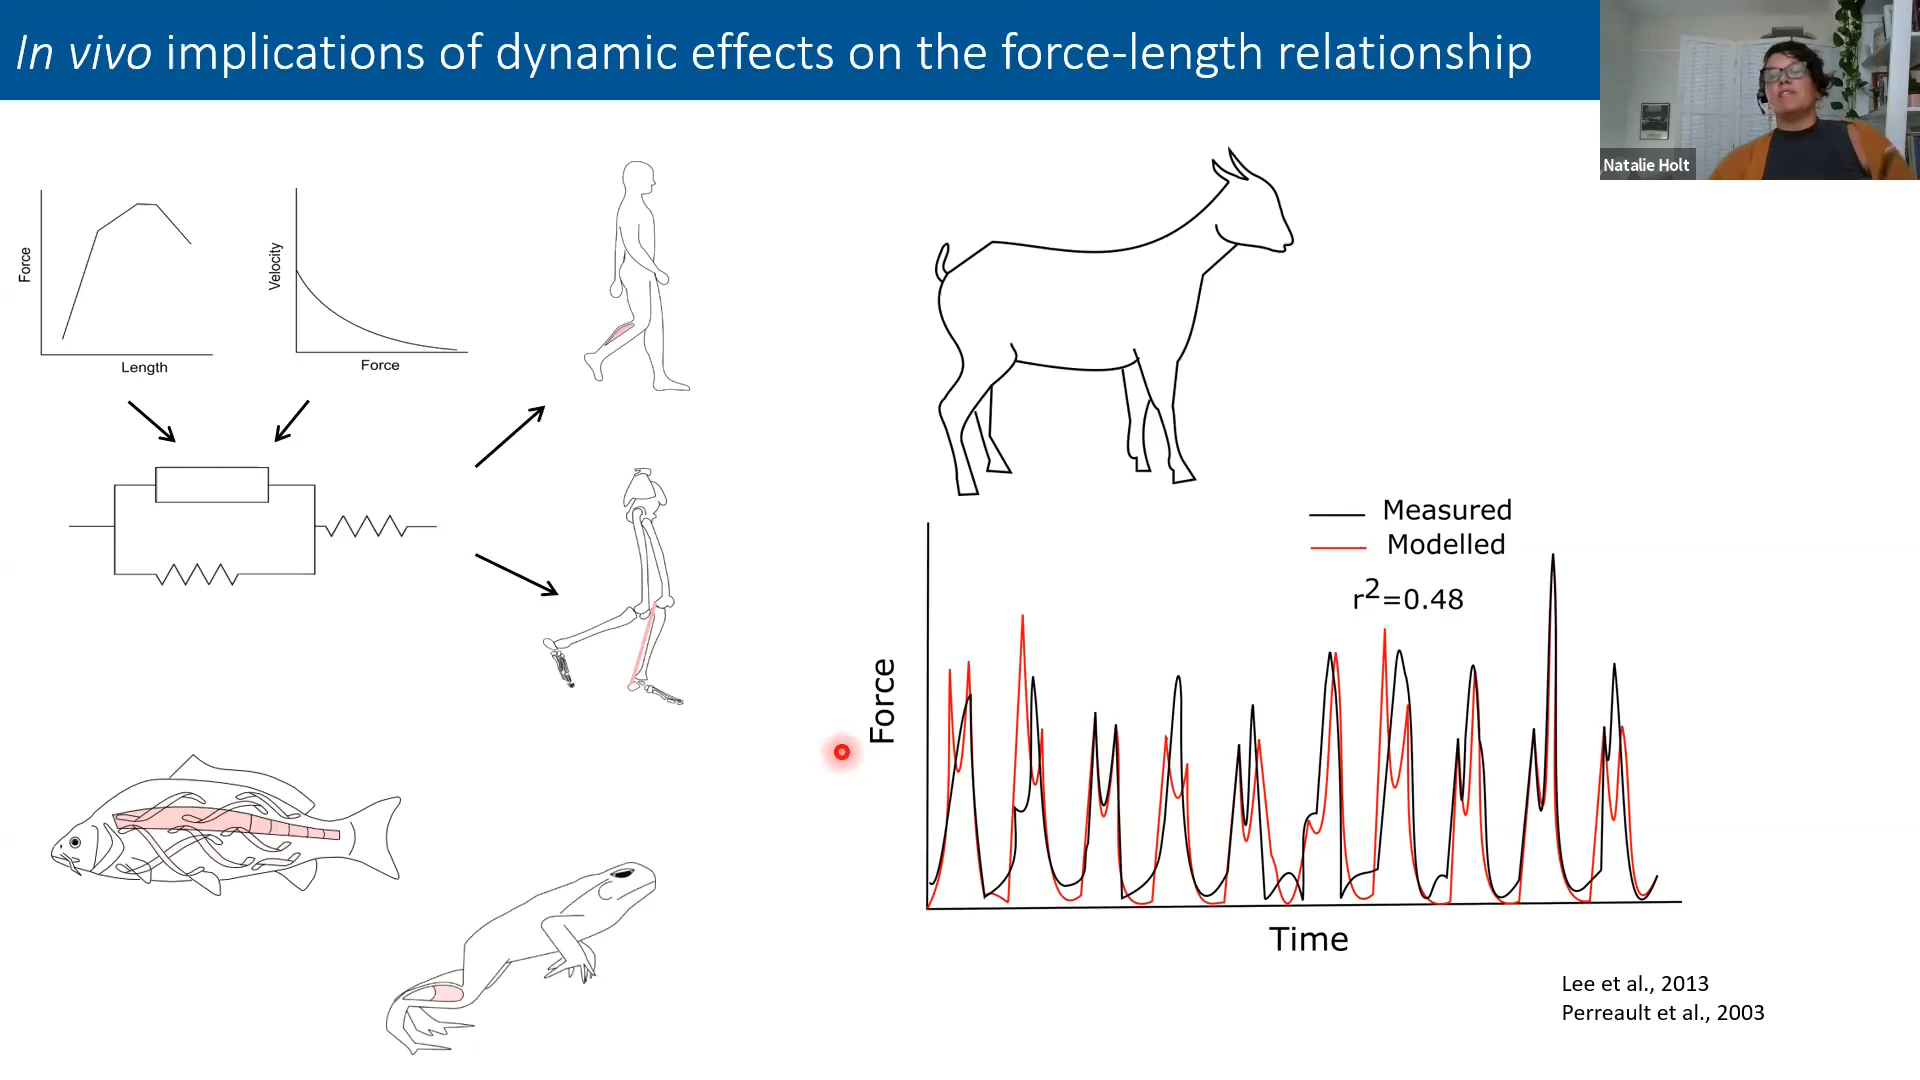 In vivo implications of dynamic effects on the force-length relationship
Natalie Holt
Force
Length
Velocity
Force
Measured
Modelled
r²=0.48
Force
Time
Lee et al., 2013
Perreault et al., 2003